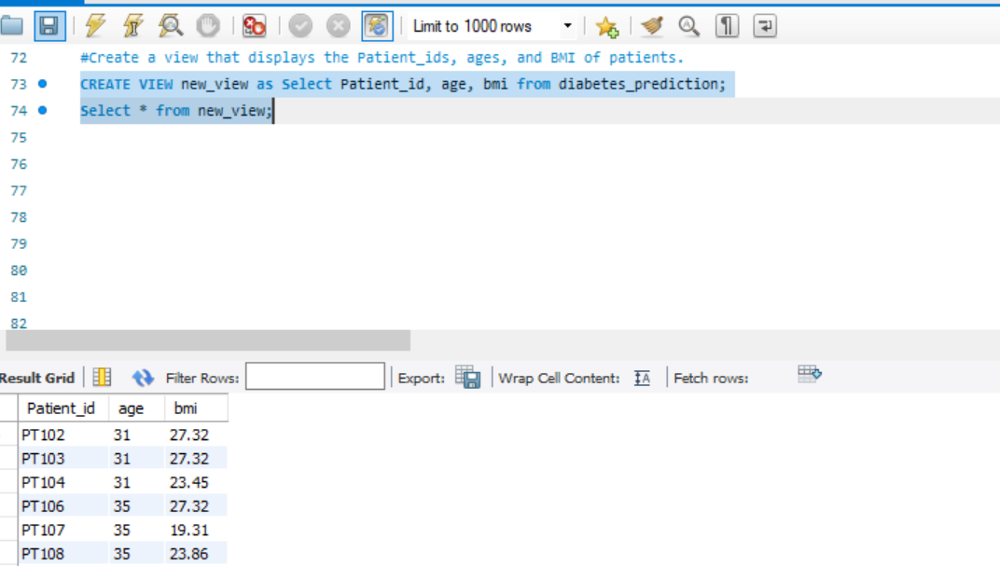 Limit to 1000 rows
72 #Create a view that displays the Patient_ids, ages, and BMI of patients.
73 CREATE VIEW new_view as Select Patient_id, age, bmi from diabetes_prediction;
74 Select * from new_view;
75
76
77
78
79
80
81
82
Result Grid Filter Rows: Export: Wrap Cell Content: IA Fetch rows:
Patient_id age bmi
PT102 31 27.32
PT103 31 27.32
PT104 31 23.45
PT106 35 27.32
PT107 35 19.31
PT108 35 23.86